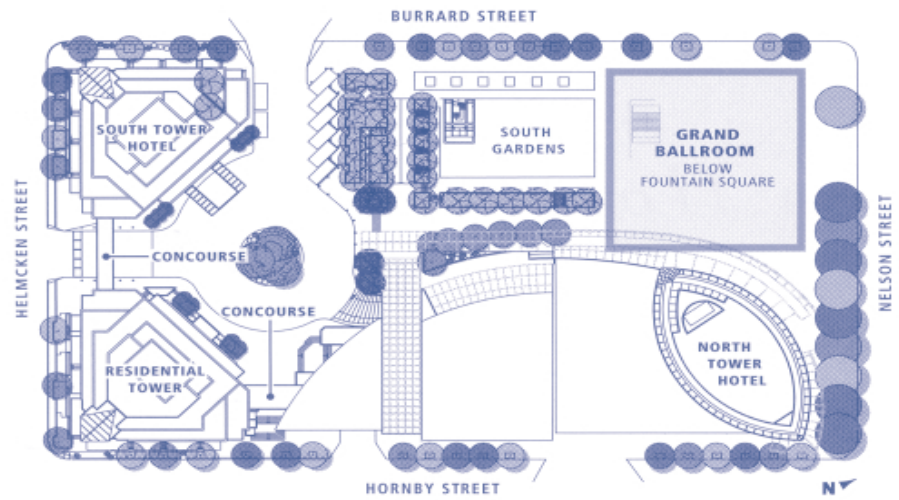 BURRARD STREET
SOUTH TOWER
HOTEL
SOUTH
GARDENS
GRAND
BALLROOM
BELOW
FOUNTAIN SQUARE
HELMCKEN STREET
NELSON STREET
CONCOURSE
CONCOURSE
RESIDENTIAL
TOWER
NORTH
TOWER
HOTEL
HORNBY STREET
N